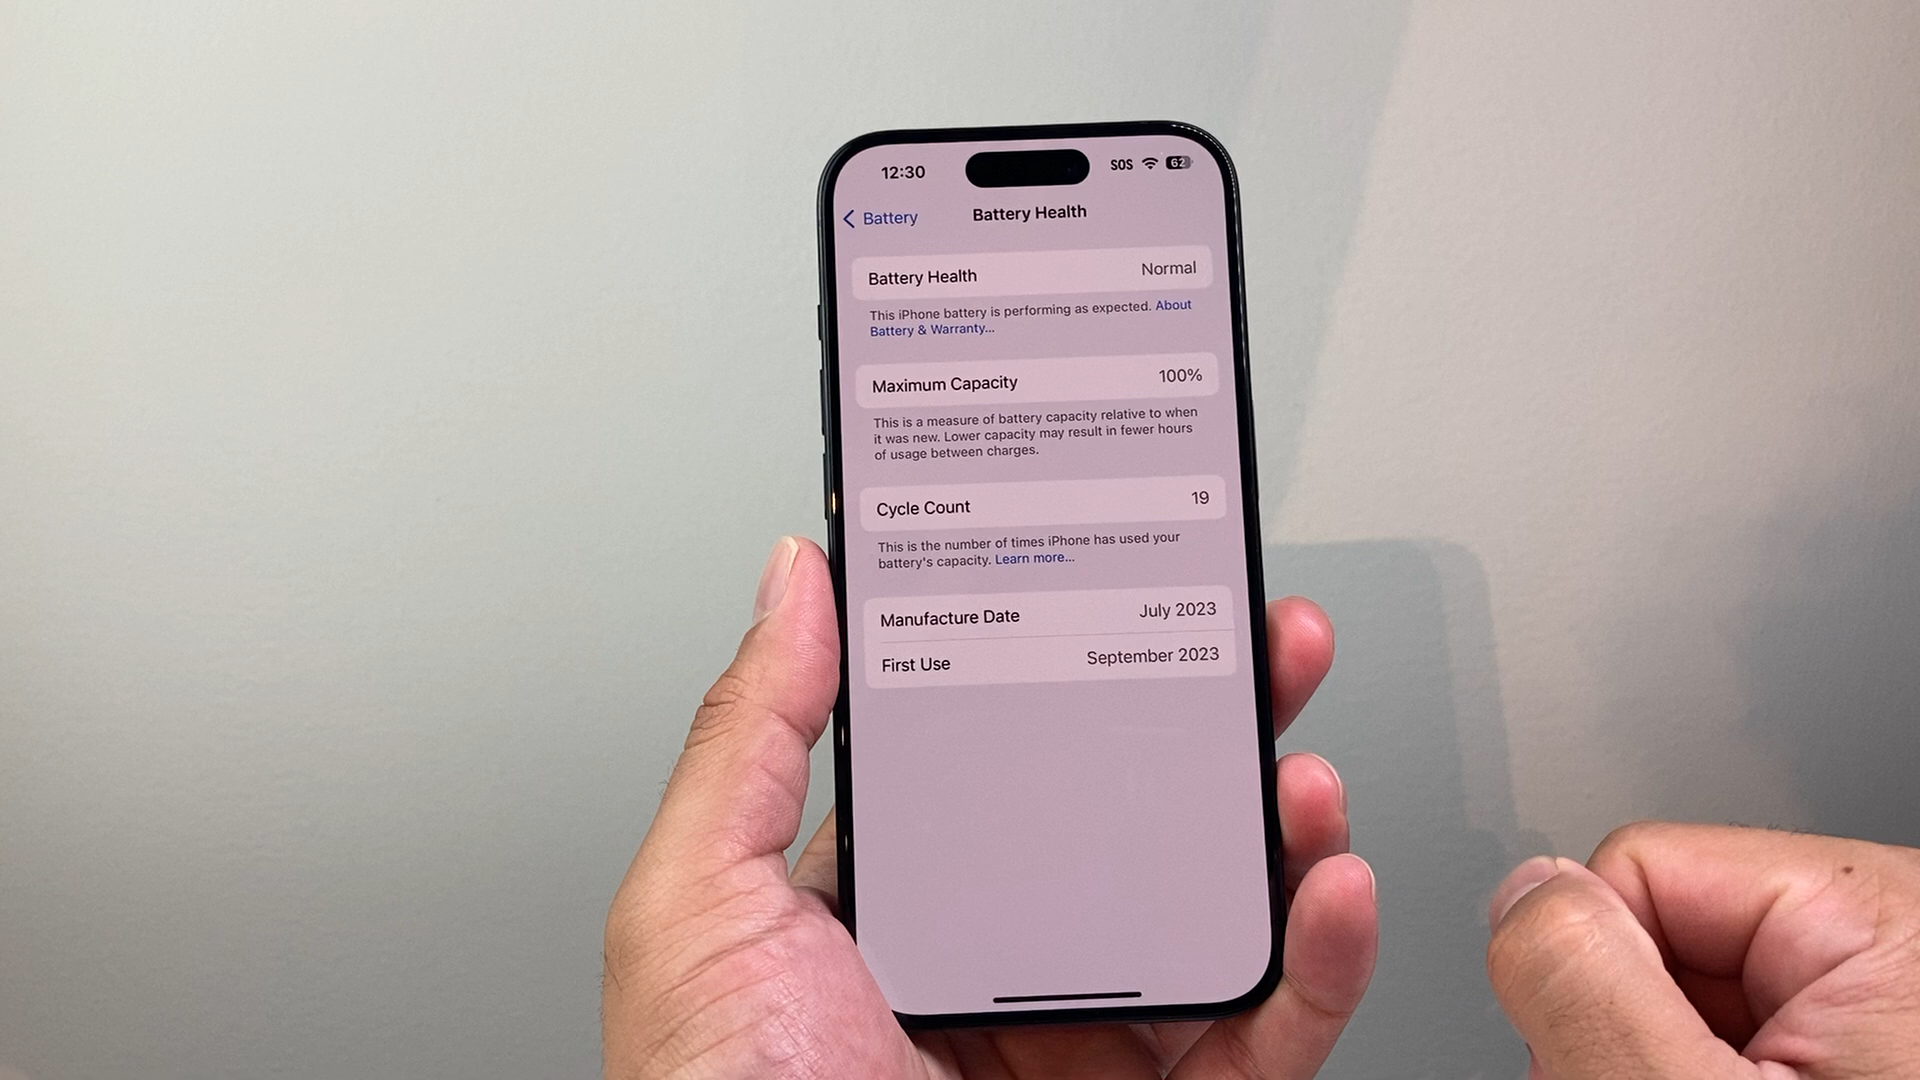 12:30 SOS 62
Battery Battery Health
Battery Health Normal
This iPhone battery is performing as expected. About
Battery & Warranty...
Maximum Capacity 100%
This is a measure of battery capacity relative to when
it was new. Lower capacity may result in fewer hours
of usage between charges.
Cycle Count 19
This is the number of times iPhone has used your
battery's capacity. Learn more...
Manufacture Date July 2023
First Use September 2023